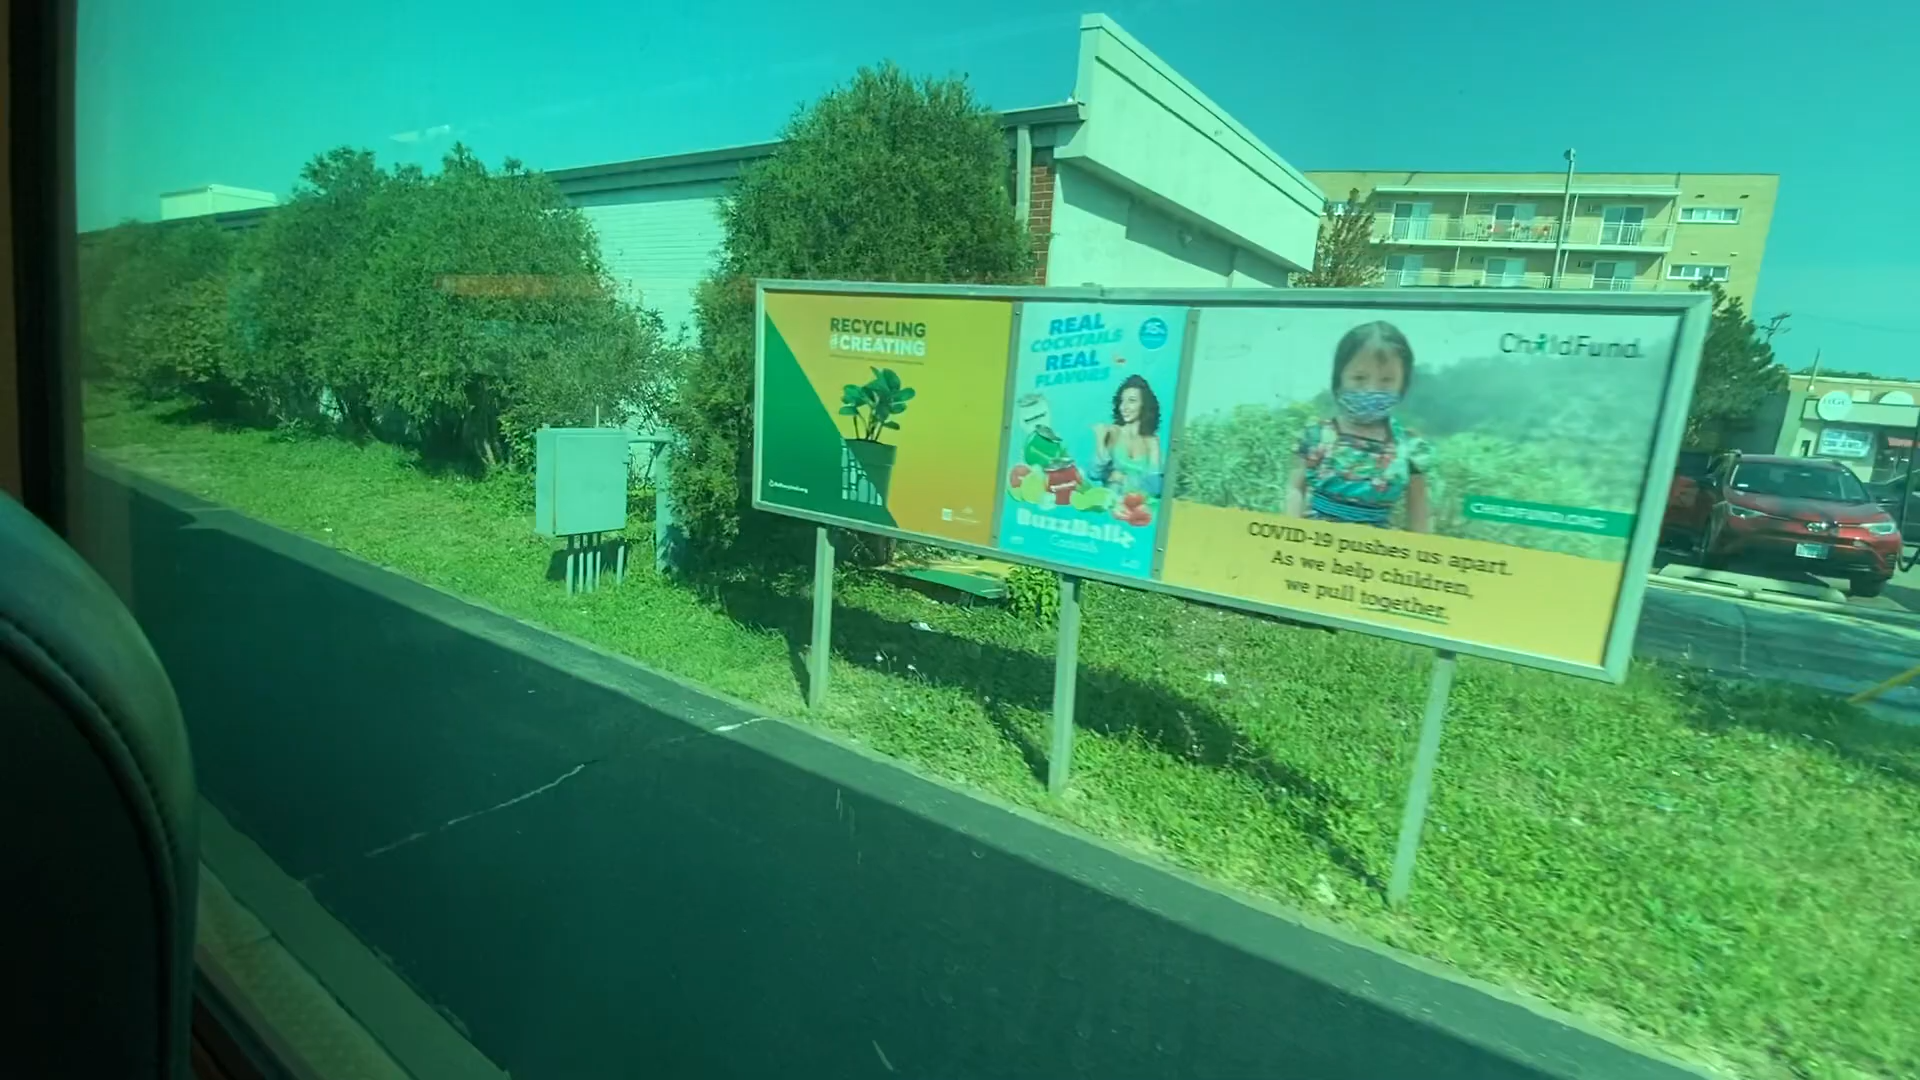 RECYCLING
CREATING
REAL
COCKTAILS
REAL
FLAVORS
BuzzBallz
Cocktails
ChildFund.
CHILDFUND.ORG
COVID-19 pushes us apart.
As we help children,
we pull together.